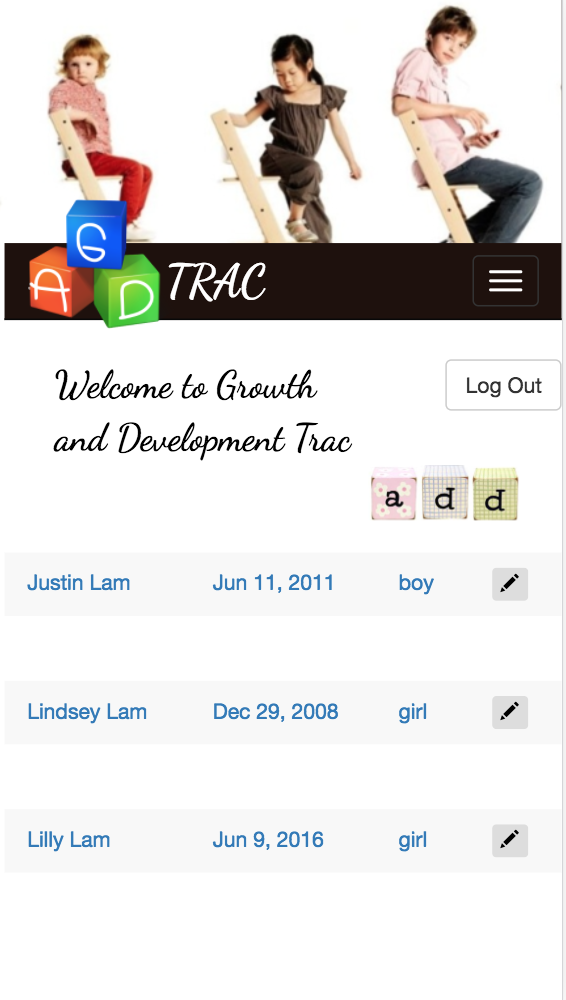 G
A D TRAC
Welcome to Growth
and Development Trac
Log Out
add
Justin Lam Jun 11, 2011 boy
Lindsey Lam Dec 29, 2008 girl
Lilly Lam Jun 9, 2016 girl